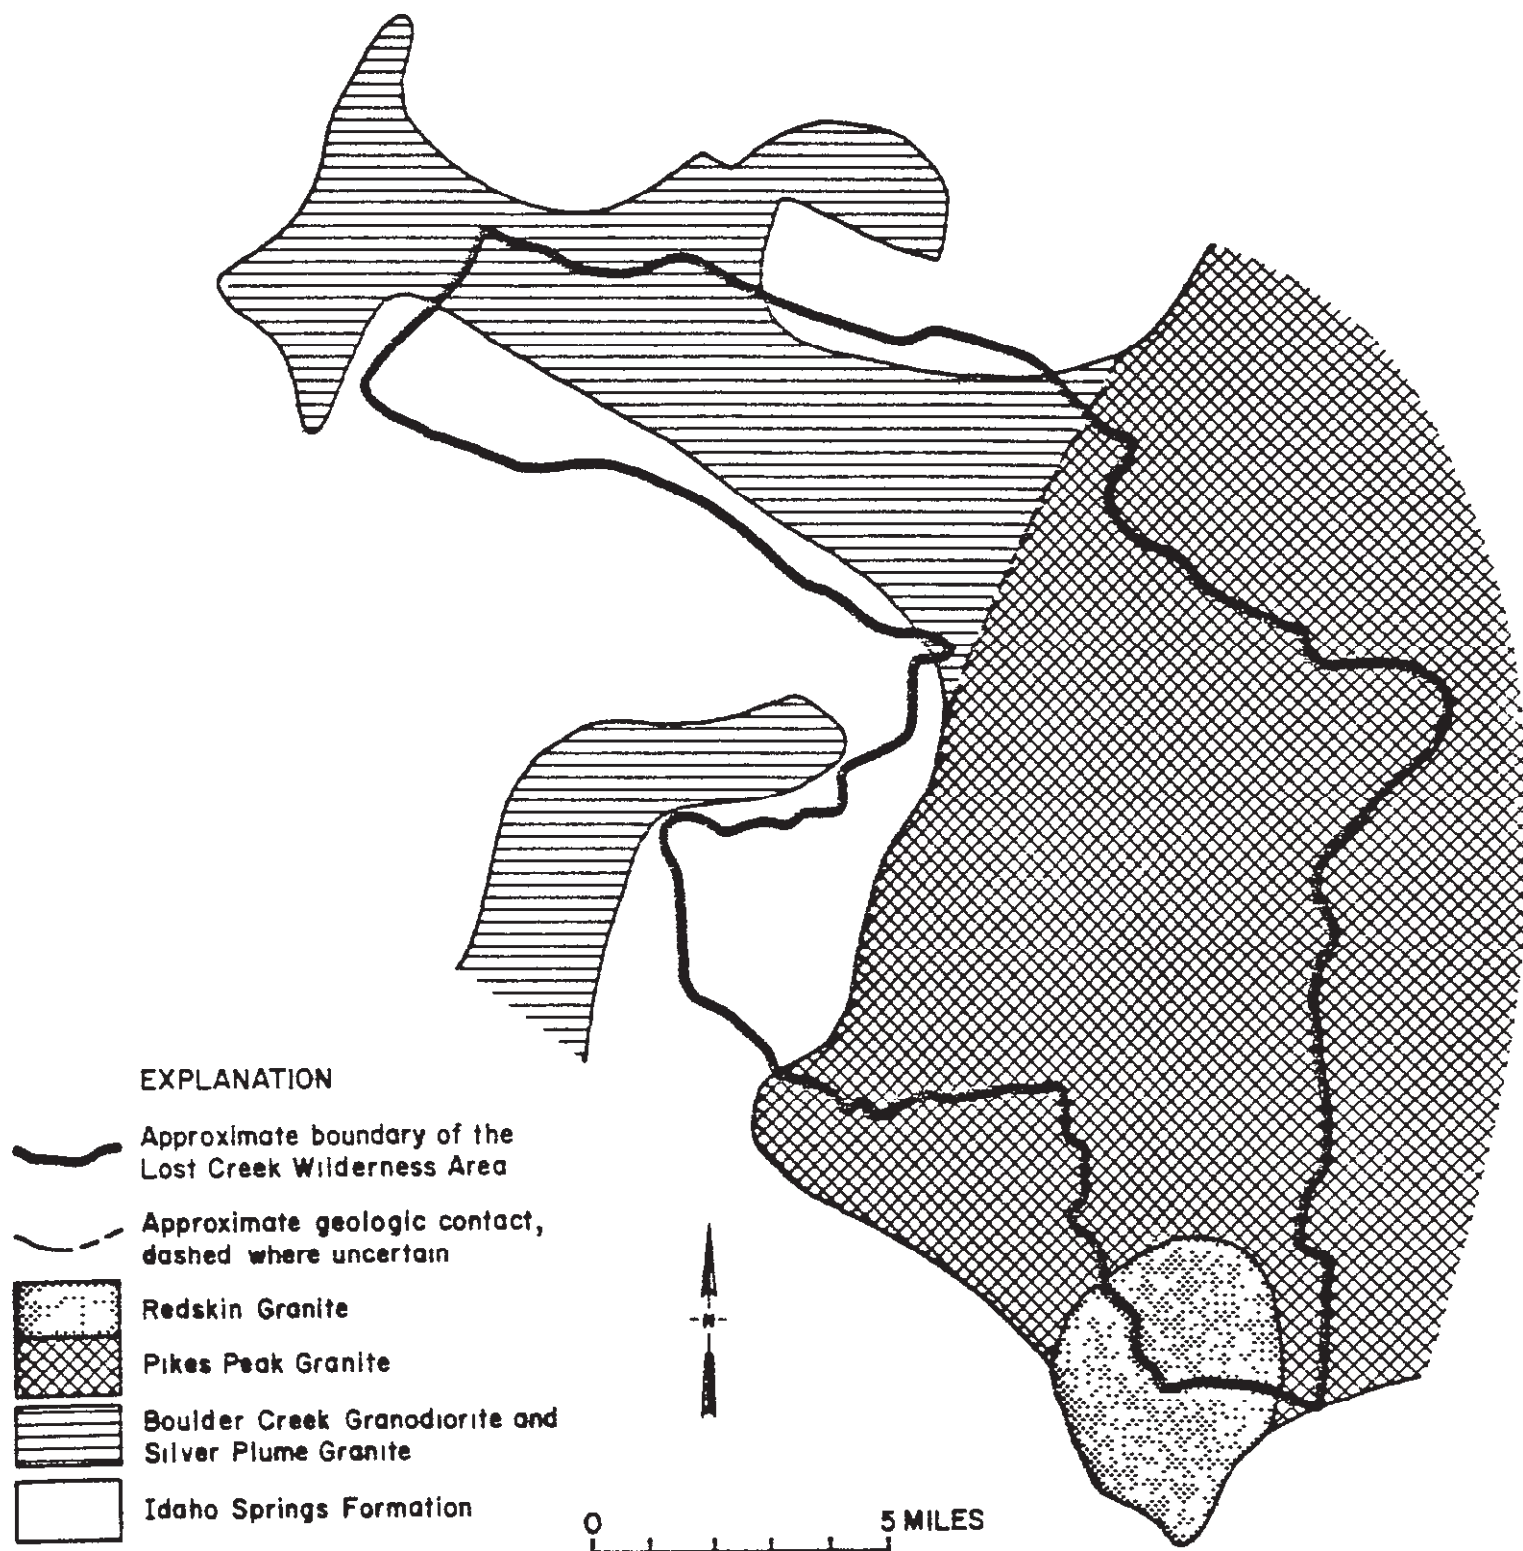 EXPLANATION
Approximate boundary of the
Lost Creek Wilderness Area
Approximate geologic contact,
dashed where uncertain
Redskin Granite
Pikes Peak Granite
Boulder Creek Granodiorite and
Silver Plume Granite
Idaho Springs Formation
N
0 5 MILES